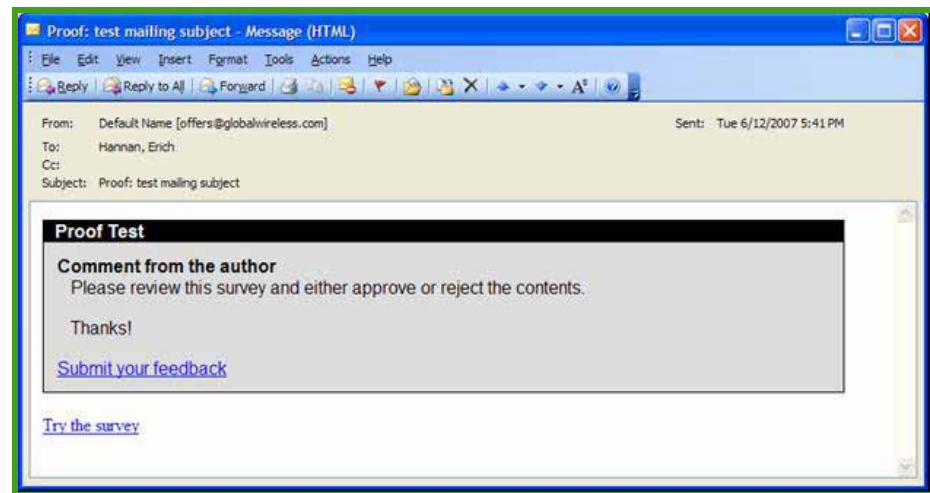 Proof: test mailing subject - Message (HTML)
File Edit View Insert Format Tools Actions Help
Reply Reply to All Forward
From: Default Name [offers@globalwireless.com] Sent: Tue 6/12/2007 5:41 PM
To: Hannan, Erich
Cc:
Subject: Proof: test mailing subject
Proof Test
Comment from the author
Please review this survey and either approve or reject the contents.
Thanks!
Submit your feedback
Try the survey